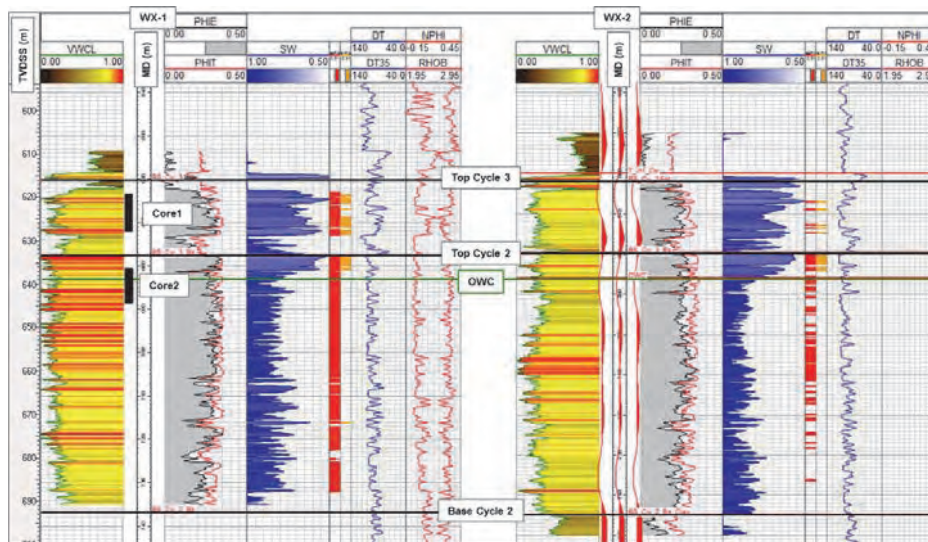 WX-1
WX-2
PHIE
DT
NPHI
PHIE
DT
NPHI
TVDSS (m)
VWCL
MD (m)
0.00 0.50
SW
140 40.0
-0.15 0.45
VWCL
MD (m)
0.00 0.50
SW
140 40.0
-0.15 0.4
0.00 1.00
PHIT
1.00 0.50
DT35
RHOB
0.00 1.00
PHIT
1.00 0.50
DT35
RHOB
0.00 0.50
140 40.0
1.95 2.95
0.00 0.50
140 40.0
1.95 2.9
600
610
Top Cycle 3
620
Core1
630
Top Cycle 2
640
Core2
OWC
OWC
650
660
670
680
690
Base Cycle 2